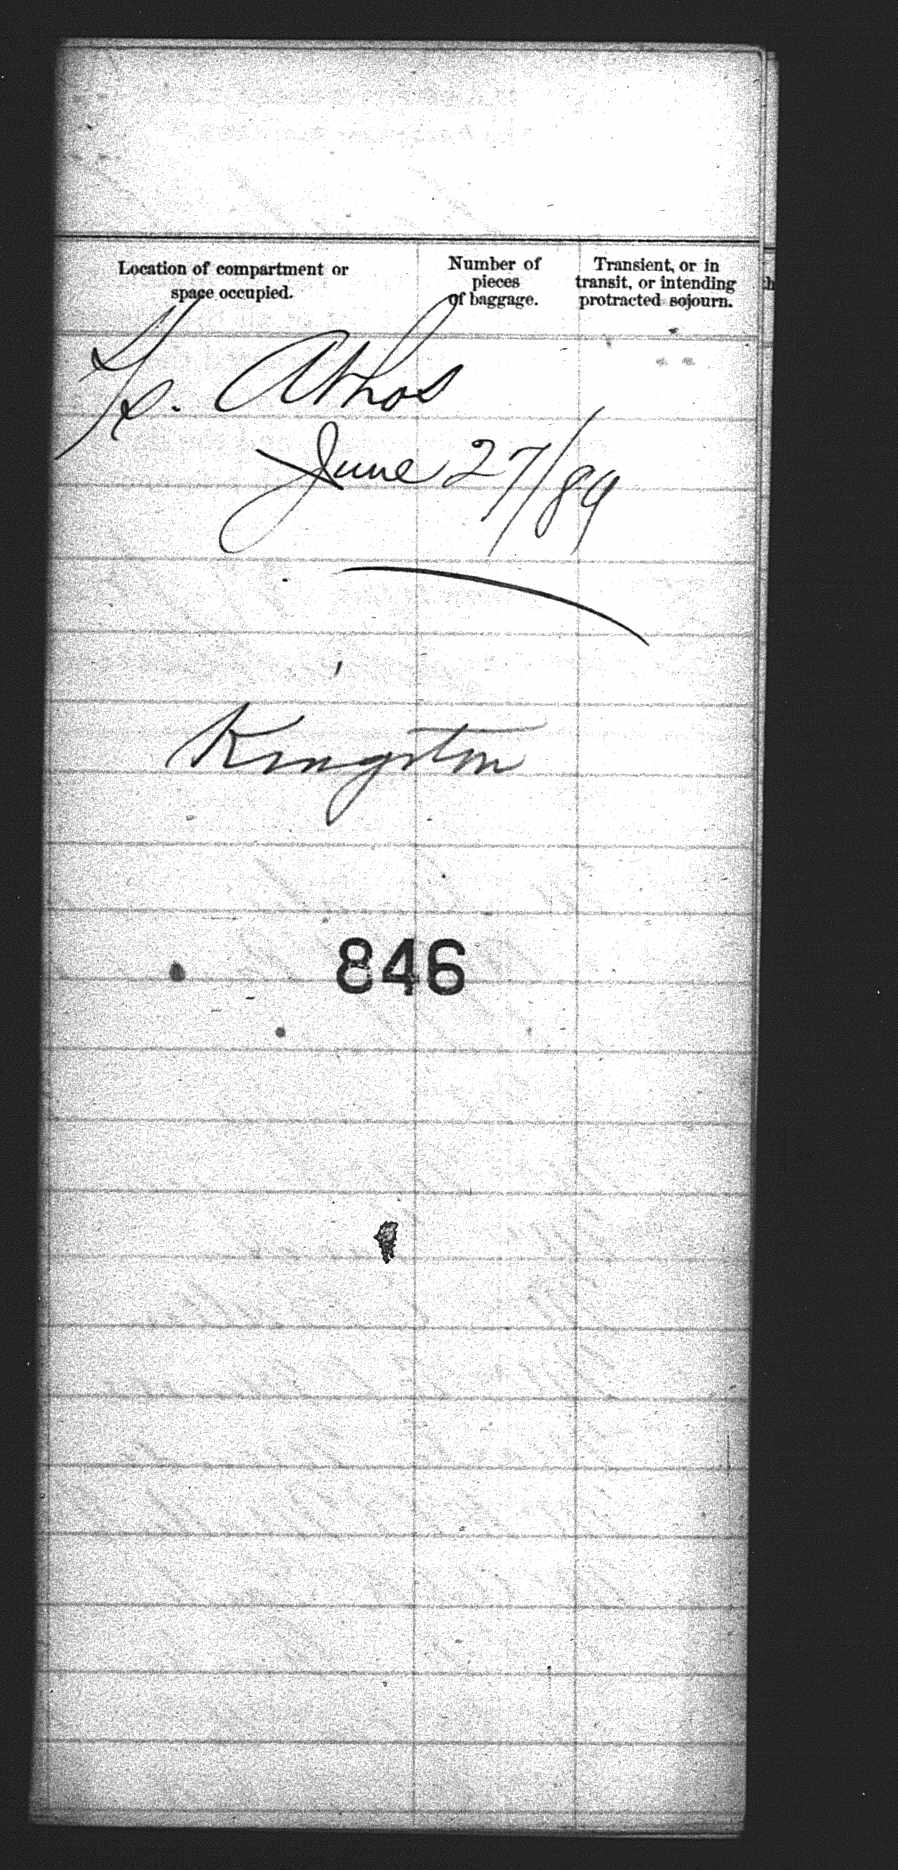 Location of compartment or
space occupied.
Number of
pieces
of baggage.
Transient, or in
transit, or intending
protracted sojourn.
Athos
June 27/89
Kingston
846